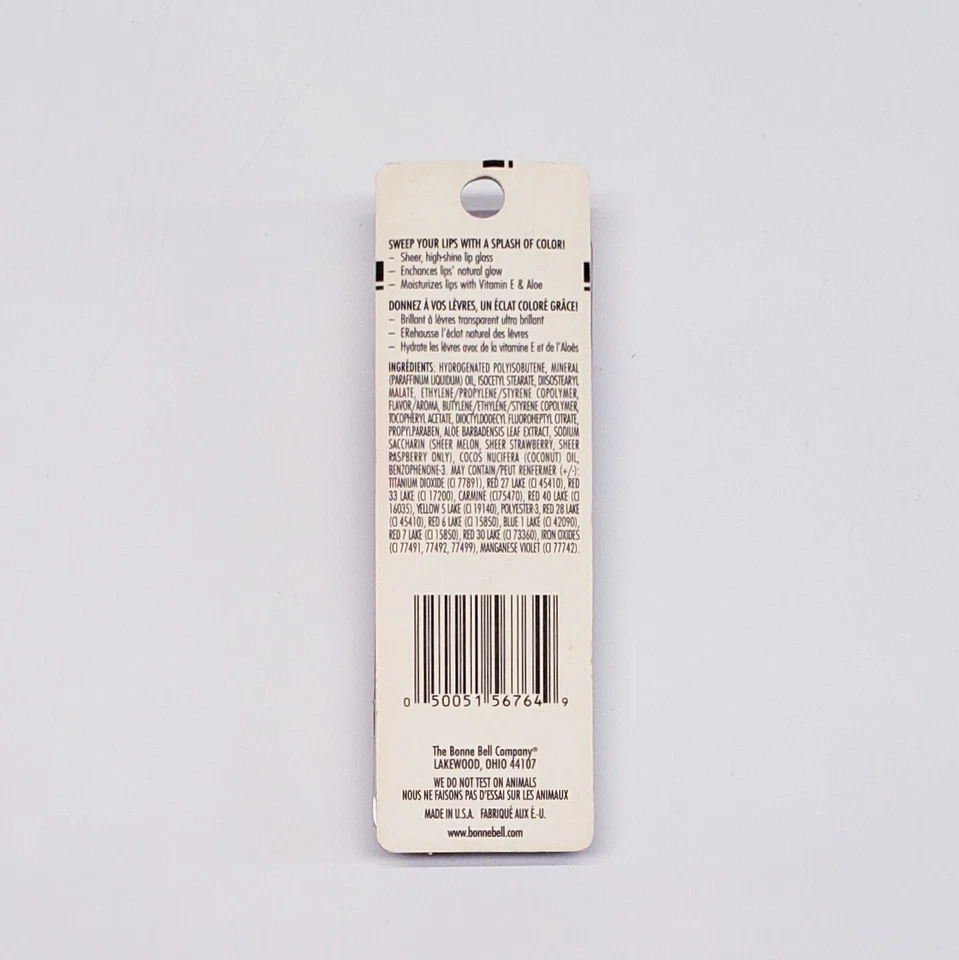 SWEEP YOUR LIPS WITH A SPLASH OF COLOR!
– Sheer, high-shine lip gloss
– Enchances lips' natural glow
– Moisturizes lips with Vitamin E & Aloe
DONNEZ À VOS LÈVRES, UN ÉCLAT COLORÉ GRÂCE!
– Brillant à lèvres transparent ultra brillant
– ERehausse l'éclat naturel des lèvres
– Hydrate les lèvres avec de la vitamine E et de l'Aloès
INGRÉDIENTS: HYDROGENATED POLYISOBUTENE, MINERAL
(PARAFFINUM LIQUIDUM) OIL, ISOCETYL STEARATE, DIISOSTEARYL
MALATE, ETHYLENE/PROPYLENE/STYRENE COPOLYMER,
FLAVOR/AROMA, BUTYLENE/ETHYLENE/STYRENE COPOLYMER,
TOCOPHERYL ACETATE, DIOCTYLDODECYL FLUOROHEPTYL CITRATE,
PROPYLPARABEN, ALOE BARBADENSIS LEAF EXTRACT, SODIUM
SACCHARIN (SHEER MELON, SHEER STRAWBERRY, SHEER
RASPBERRY ONLY), COCOS NUCIFERA (COCONUT) OIL,
BENZOPHENONE-3. MAY CONTAIN/PEUT RENFERMER (+/-):
TITANIUM DIOXIDE (CI 77891), RED 27 LAKE (CI 45410), RED
33 LAKE (CI 17200), CARMINE (CI75470), RED 40 LAKE (CI
16035), YELLOW 5 LAKE (CI 19140), POLYESTER-3, RED 28 LAKE
(CI 45410), RED 6 LAKE (CI 15850), BLUE 1 LAKE (CI 42090),
RED 7 LAKE (CI 15850), RED 30 LAKE (CI 73360), IRON OXIDES
(CI 77491, 77492, 77499), MANGANESE VIOLET (CI 77742).
0 50051 56764 9
The Bonne Bell Company®
LAKEWOOD, OHIO 44107
WE DO NOT TEST ON ANIMALS
NOUS NE FAISONS PAS D'ESSAI SUR LES ANIMAUX
MADE IN U.S.A. FABRIQUÉ AUX É.-U.
www.bonnebell.com